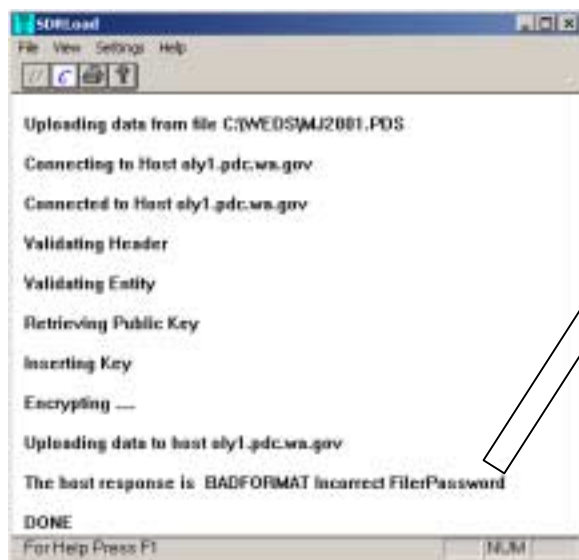 SDRLoad
File View Settings Help
U C
Uploading data from file C:\WEDS\MJ2001.PDS
Connecting to Host oly1.pdc.wa.gov
Connected to Host oly1.pdc.wa.gov
Validating Header
Validating Entity
Retrieving Public Key
Inserting Key
Encrypting ....
Uploading data to host oly1.pdc.wa.gov
The host response is BADFORMAT Incorrect FilerPassword
DONE
For Help Press F1 NUM